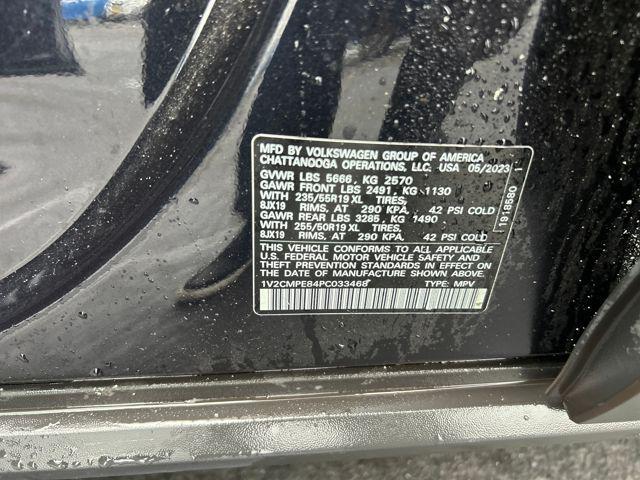 MFD BY VOLKSWAGEN GROUP OF AMERICA
CHATTANOOGA OPERATIONS, LLC. USA 05/2023
GVWR LBS 5666, KG 2570
GAWR FRONT LBS 2491, KG 1130
WITH 235/55R19 XL TIRES,
8JX19 RIMS, AT 290 KPA, 42 PSI COLD
GAWR REAR LBS 3285, KG 1490
WITH 255/50R19 XL TIRES,
8JX19 RIMS, AT 290 KPA, 42 PSI COLD
THIS VEHICLE CONFORMS TO ALL APPLICABLE
U.S. FEDERAL MOTOR VEHICLE SAFETY AND
THEFT PREVENTION STANDARDS IN EFFECT ON
THE DATE OF MANUFACTURE SHOWN ABOVE.
1V2CMPE84PC033468 TYPE: MPV
1918580 1